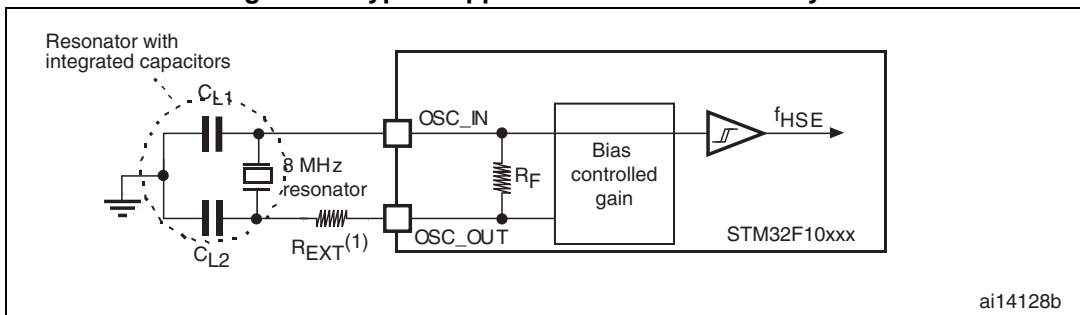 Resonator with
integrated capacitors
CL1
OSC_IN
fHSE
8 MHz
resonator
RF
Bias
controlled
gain
OSC_OUT
STM32F10xxx
REXT(1)
CL2
ai14128b